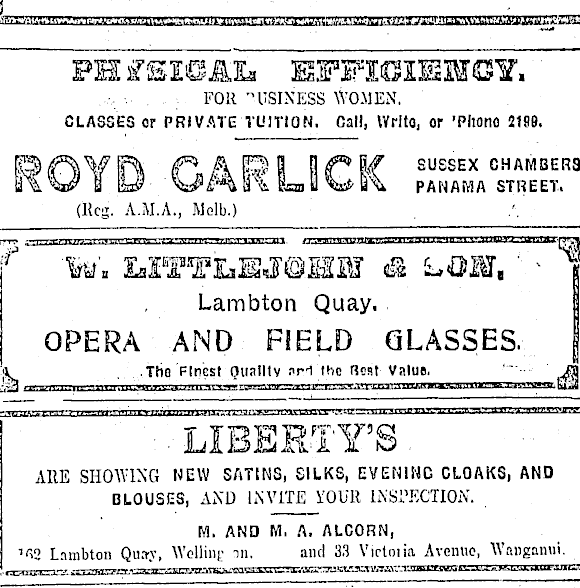 PHYSICAL EFFICIENCY.
FOR BUSINESS WOMEN.
CLASSES or PRIVATE TUITION. Call, Write, or 'Phone 2199.
ROYD GARLICK
SUSSEX CHAMBERS
PANAMA STREET.
(Reg. A.M.A., Melb.)
W. LITTLEJOHN & SON,
Lambton Quay.
OPERA AND FIELD GLASSES.
The Finest Quality and the Best Value.
LIBERTY'S
ARE SHOWING NEW SATINS, SILKS, EVENING CLOAKS, AND
BLOUSES, AND INVITE YOUR INSPECTION.
M. AND M. A. ALCORN,
162 Lambton Quay, Wellington. and 33 Victoria Avenue, Wanganui.